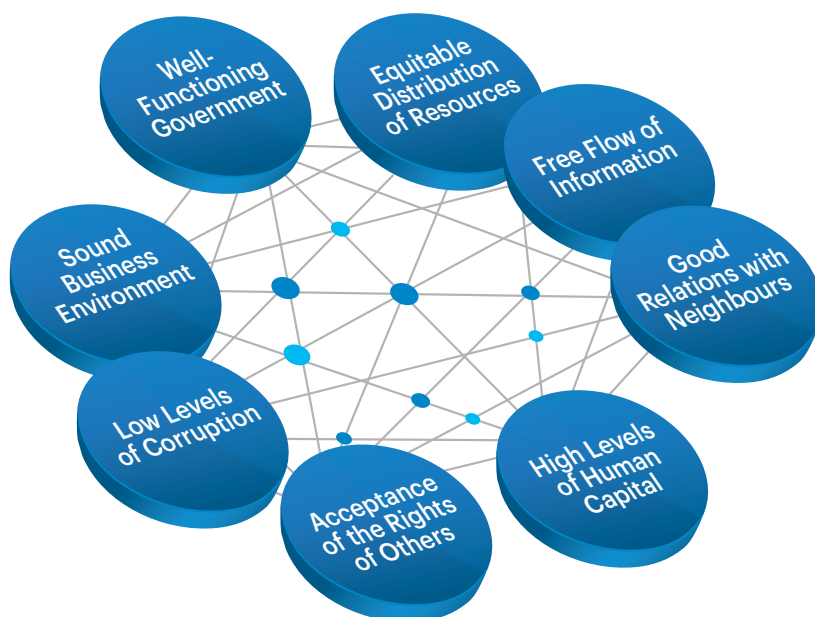 Well-
Functioning
Government
Equitable
Distribution
of Resources
Free Flow of
Information
Good
Relations with
Neighbours
High Levels
of Human
Capital
Acceptance
of the Rights
of Others
Low Levels
of Corruption
Sound
Business
Environment